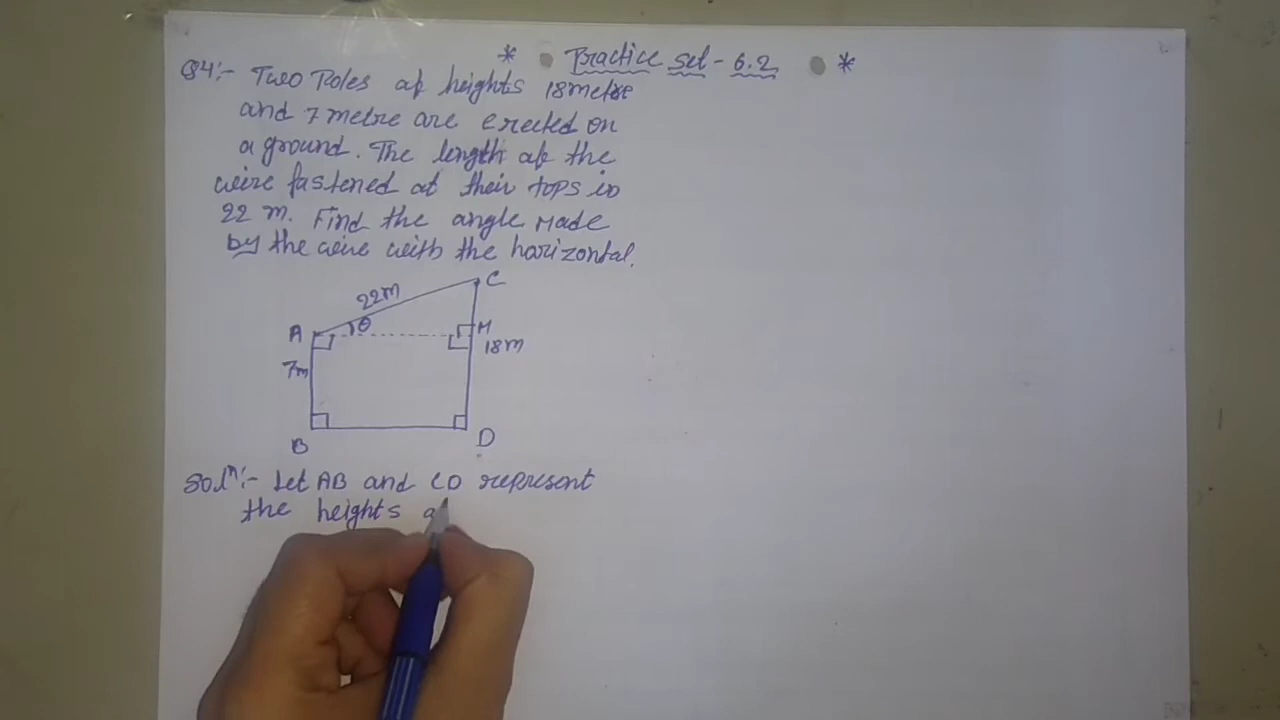 * Practice Set - 6.2 *
Q4:- Two Poles of heights 18 metre
and 7 metre are erected on
a ground. The length of the
wire fastened at their tops is
22 m. Find the angle made
by the wire with the horizontal.
C
22m
A θ H
18m
7m
B D
Solⁿ:- Let AB and CD represent
the heights